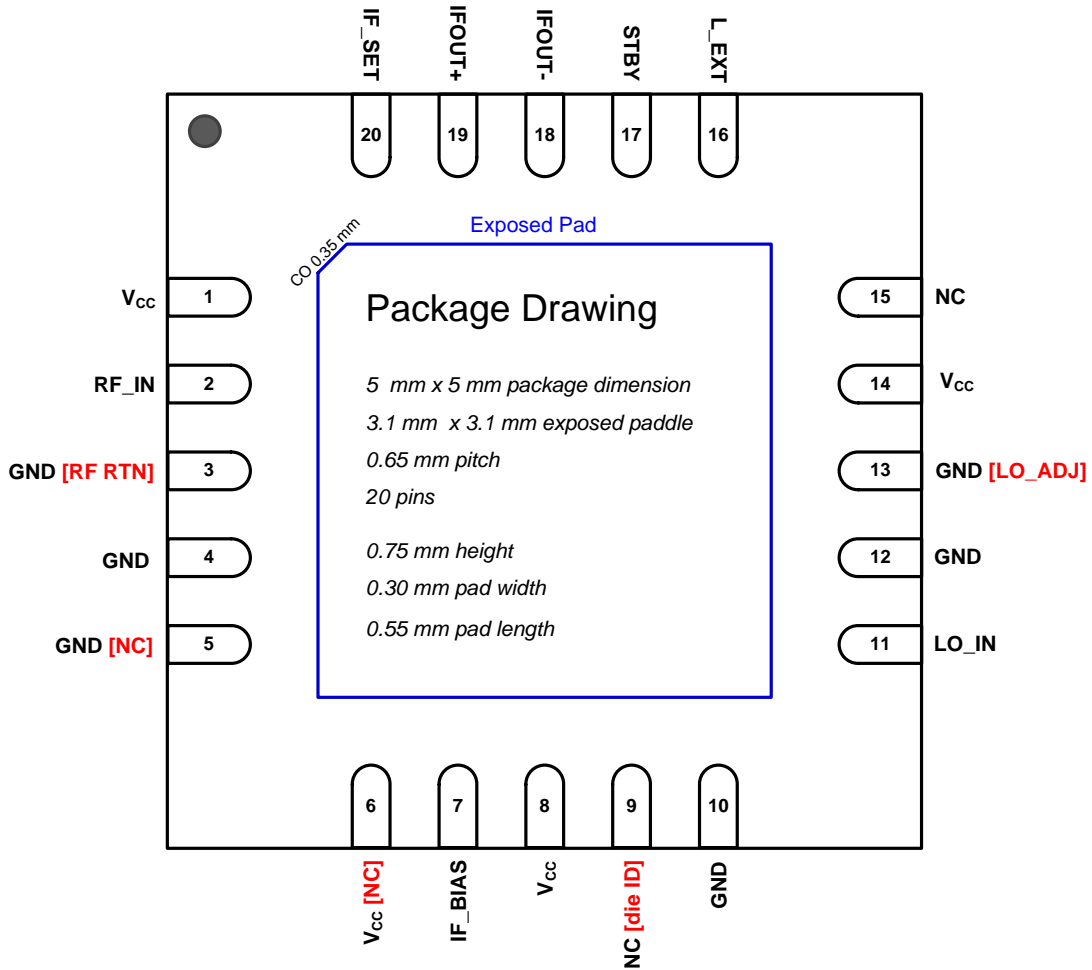 IF_SET
IFOUT+
IFOUT-
STBY
L_EXT
20
19
18
17
16
Exposed Pad
CO 0.35 mm
VCC
1
RF_IN
2
GND [RF RTN]
3
GND
4
GND [NC]
5
Package Drawing
5 mm x 5 mm package dimension
3.1 mm x 3.1 mm exposed paddle
0.65 mm pitch
20 pins
0.75 mm height
0.30 mm pad width
0.55 mm pad length
15
NC
14
VCC
13
GND [LO_ADJ]
12
GND
11
LO_IN
6
7
8
9
10
VCC [NC]
IF_BIAS
VCC
NC [die ID]
GND